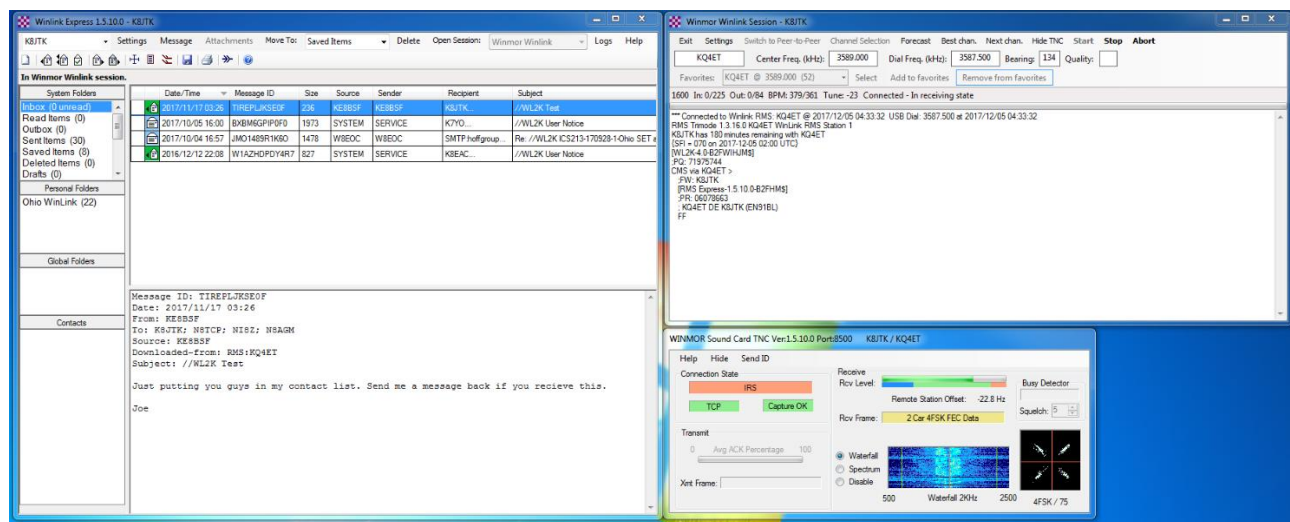 Winlink Express 1.5.10.0 - K8JTK
K8JTK Settings Message Attachments Move To: Saved Items Delete Open Session: Winmor Winlink Logs Help
In Winmor Winlink session.
System Folders
Inbox (0 unread)
Read Items (0)
Outbox (0)
Sent Items (30)
Saved Items (8)
Deleted Items (0)
Drafts (0)
Personal Folders
Ohio WinLink (22)
Global Folders
Contacts
Date/Time Message ID Size Source Sender Recipient Subject
2017/11/17 03:26 TIREPLJKSE0F 236 KE8BSF KE8BSF K8JTK... //WL2K Test
2017/10/05 16:00 BXBM6GPIP0F0 1973 SYSTEM SERVICE K7YO... //WL2K User Notice
2017/10/04 16:57 JMO1489R1K6O 1478 W8EOC W8EOC SMTP:hoffgroup... Re: //WL2K ICS213-170928-1-Ohio SET
2016/12/12 22:08 W1AZHDPDY4R7 827 SYSTEM SERVICE K8EAC... //WL2K User Notice
Message ID: TIREPLJKSE0F
Date: 2017/11/17 03:26
From: KE8BSF
To: K8JTK; N8TCP; NI8Z; N8AGM
Source: KE8BSF
Downloaded-from: RMS:KQ4ET
Subject: //WL2K Test
Just putting you guys in my contact list. Send me a message back if you recieve this.
Joe
Winmor Winlink Session - K8JTK
Exit Settings Switch to Peer-to-Peer Channel Selection Forecast Best chan. Next chan. Hide TNC Start Stop Abort
KQ4ET Center Freq. (kHz): 3589.000 Dial Freq. (kHz): 3587.500 Bearing: 134 Quality:
Favorites: KQ4ET @ 3589.000 (52) Select Add to favorites Remove from favorites
1600 In: 0/225 Out: 0/84 BPM: 379/361 Tune: -23 Connected - In receiving state
*** Connected to Winlink RMS: KQ4ET @ 2017/12/05 04:33:32 USB Dial: 3587.500 at 2017/12/05 04:33:32
RMS Trimode 1.3.16.0 KQ4ET WinLink RMS Station 1
K8JTK has 180 minutes remaining with KQ4ET
{SFI = 070 on 2017-12-05 02:00 UTC}
[WL2K-4.0-B2FWIHJM$]
;PQ: 71975744
CMS via KQ4ET >
;FW: K8JTK
[RMS Express-1.5.10.0-B2FHM$]
;PR: 06078663
; KQ4ET DE K8JTK (EN91BL)
FF
WINMOR Sound Card TNC Ver:1.5.10.0 Port:8500 K8JTK / KQ4ET
Help Hide Send ID
Connection State
IRS
TCP Capture OK
Transmit
0 Avg ACK Percentage 100
Xmt Frame:
Receive
Rcv Level:
Remote Station Offset: -22.8 Hz
Rcv Frame: 2 Car 4FSK FEC Data
Busy Detector
Squelch: 5
Waterfall
Spectrum
Disable
500 Waterfall 2KHz 2500
4FSK / 75